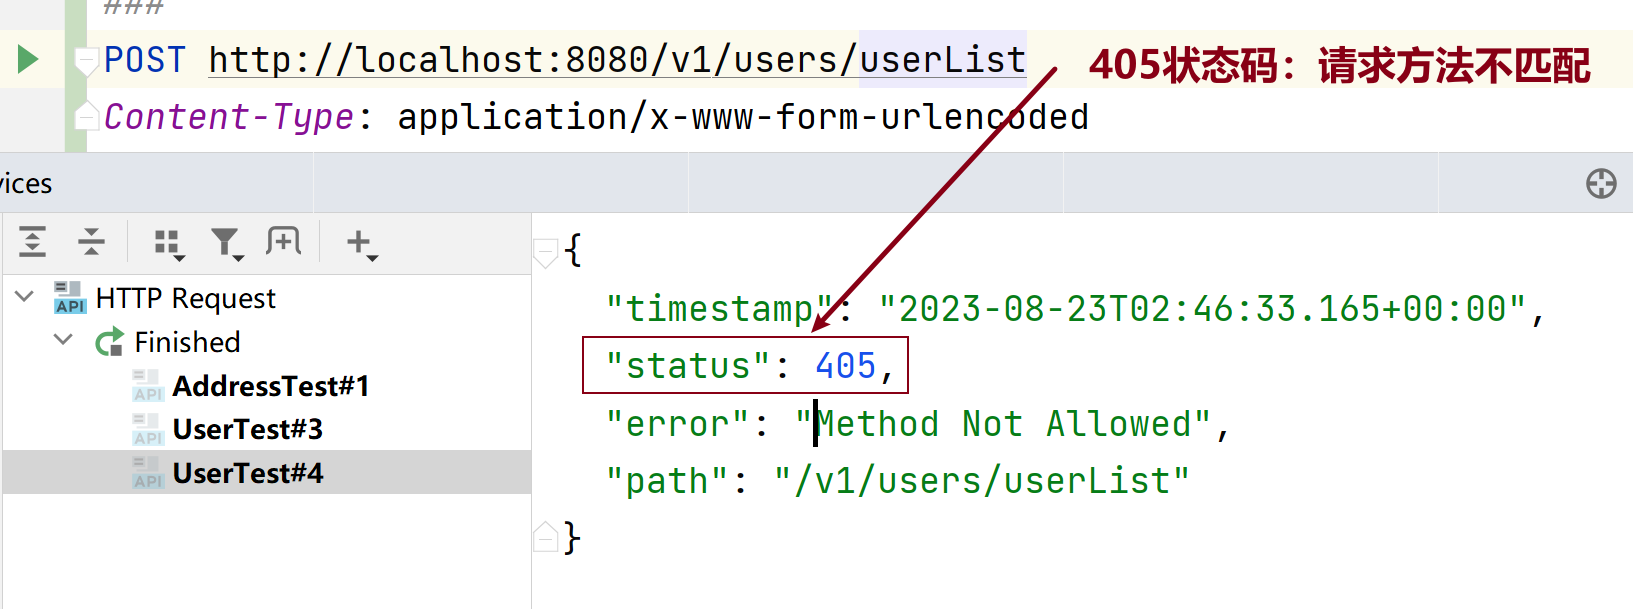 ###
POST http://localhost:8080/v1/users/userList
405状态码：请求方法不匹配
Content-Type: application/x-www-form-urlencoded
vices
HTTP Request
Finished
AddressTest#1
UserTest#3
UserTest#4
{
"timestamp": "2023-08-23T02:46:33.165+00:00",
"status": 405,
"error": "Method Not Allowed",
"path": "/v1/users/userList"
}